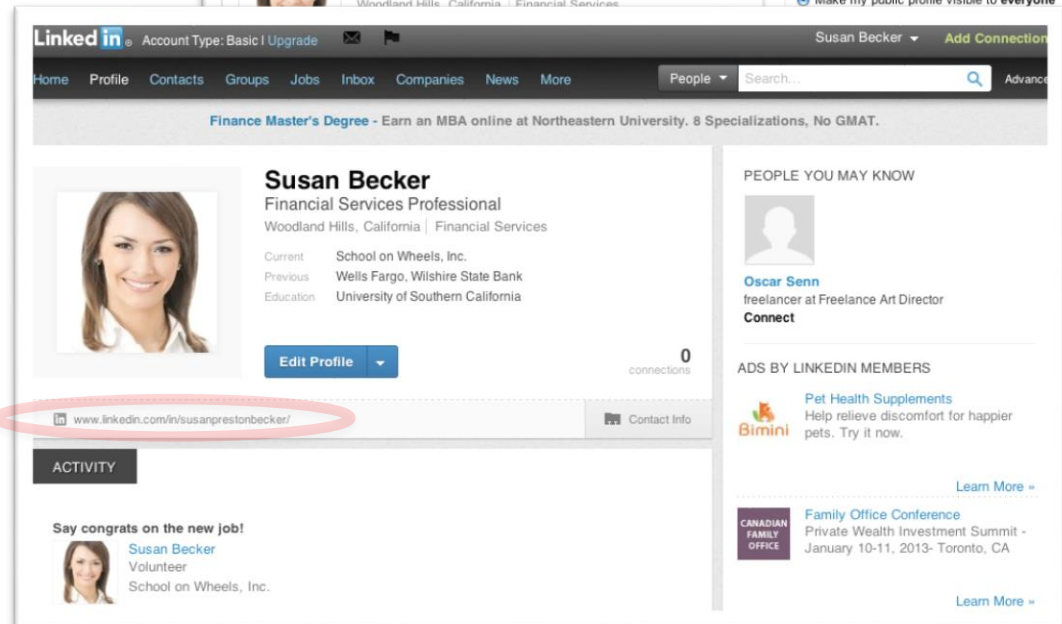 Woodland Hills, California | Financial Services
Make my public profile visible to everyone
Linked in ® Account Type: Basic | Upgrade
Susan Becker Add Connection
Home Profile Contacts Groups Jobs Inbox Companies News More
People Search... Advance
Finance Master's Degree - Earn an MBA online at Northeastern University. 8 Specializations, No GMAT.
Susan Becker
Financial Services Professional
Woodland Hills, California | Financial Services
Current School on Wheels, Inc.
Previous Wells Fargo, Wilshire State Bank
Education University of Southern California
Edit Profile
0
connections
in www.linkedin.com/in/susanprestonbecker/
Contact Info
ACTIVITY
Say congrats on the new job!
Susan Becker
Volunteer
School on Wheels, Inc.
PEOPLE YOU MAY KNOW
Oscar Senn
freelancer at Freelance Art Director
Connect
ADS BY LINKEDIN MEMBERS
Bimini
Pet Health Supplements
Help relieve discomfort for happier
pets. Try it now.
Learn More »
CANADIAN
FAMILY
OFFICE
Family Office Conference
Private Wealth Investment Summit -
January 10-11, 2013- Toronto, CA
Learn More »